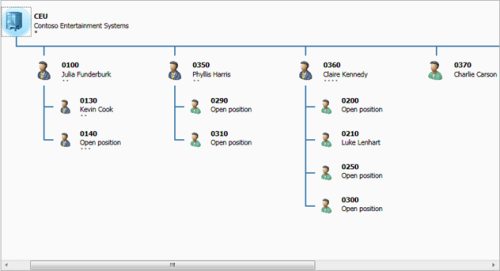 CEU
Contoso Entertainment Systems
*
0100
Julia Funderburk
**
0130
Kevin Cook
**
0140
Open position
***
0350
Phyllis Harris
**
0290
Open position
0310
Open position
0360
Claire Kennedy
****
0200
Open position
0210
Luke Lenhart
0250
Open position
0300
Open position
0370
Charlie Carson